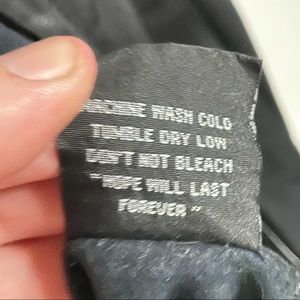 MACHINE WASH COLD
TUMBLE DRY LOW
DON'T NOT BLEACH
"HOPE WILL LAST
FOREVER"